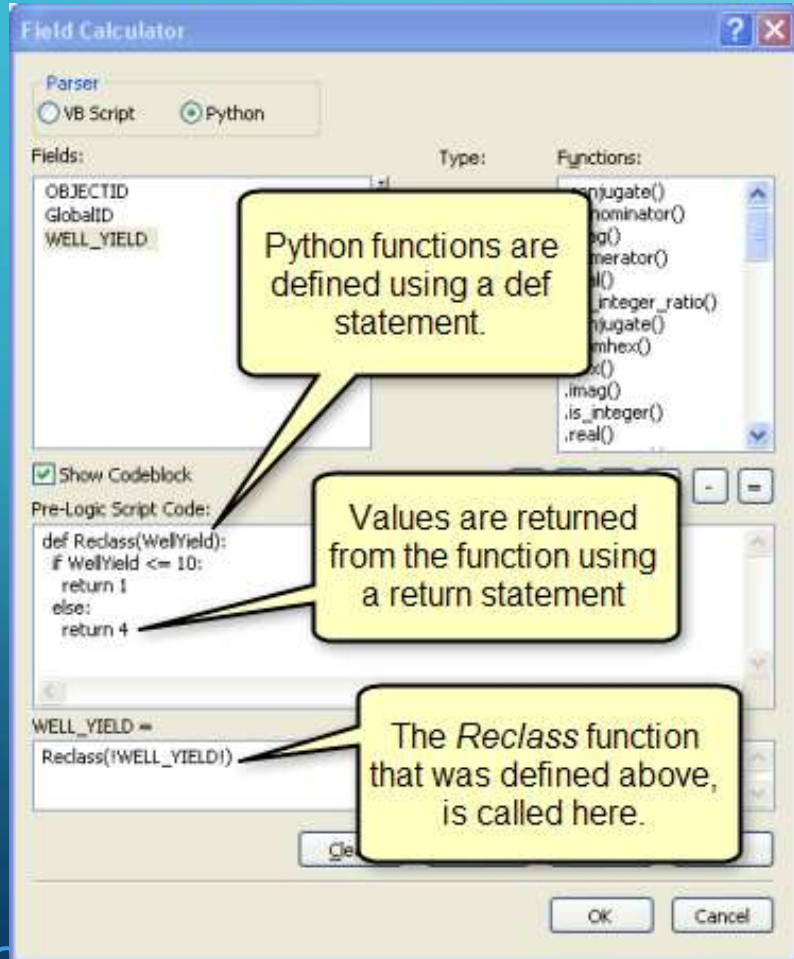 Field Calculator
Parser
VB Script Python
Fields: Type: Functions:
OBJECTID
GlobalID
WELL_YIELD
.imag()
.is_integer()
.real()
Python functions are
defined using a def
statement.
Show Codeblock
- =
Pre-Logic Script Code:
def Reclass(WellYield):
if WellYield <= 10:
return 1
else:
return 4
Values are returned
from the function using
a return statement
WELL_YIELD =
Reclass(!WELL_YIELD!)
The Reclass function
that was defined above,
is called here.
OK Cancel